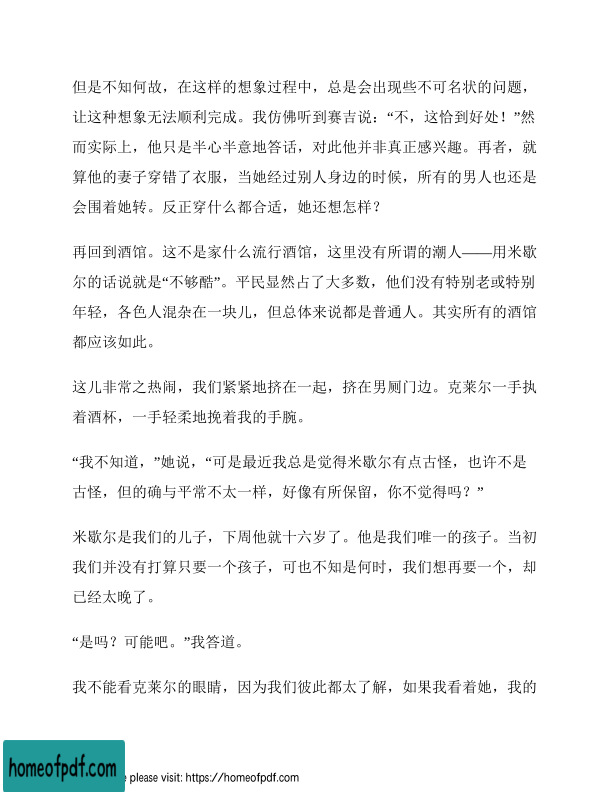 但是不知何故，在这样的想象过程中，总是会出现些不可名状的问题，
让这种想象无法顺利完成。我仿佛听到赛吉说：“不，这恰到好处！”然
而实际上，他只是半心半意地答话，对此他并非真正感兴趣。再者，就
算他的妻子穿错了衣服，当她经过别人身边的时候，所有的男人也还是
会围着她转。反正穿什么都合适，她还想怎样？
再回到酒馆。这不是家什么流行酒馆，这里没有所谓的潮人——用米歇
尔的话说就是“不够酷”。平民显然占了大多数，他们没有特别老或特别
年轻，各色人混杂在一块儿，但总体来说都是普通人。其实所有的酒馆
都应该如此。
这儿非常之热闹，我们紧紧地挤在一起，挤在男厕门边。克莱尔一手执
着酒杯，一手轻柔地挽着我的手腕。
“我不知道，”她说，“可是最近我总是觉得米歇尔有点古怪，也许不是
古怪，但的确与平常不太一样，好像有所保留，你不觉得吗？”
米歇尔是我们的儿子，下周他就十六岁了。他是我们唯一的孩子。当初
我们并没有打算只要一个孩子，可也不知是何时，我们想再要一个，却
已经太晚了。
“是吗？可能吧。”我答道。
我不能看克莱尔的眼睛，因为我们彼此都太了解，如果我看着她，我的
homeofpdf.com
e please visit: https://homeofpdf.com